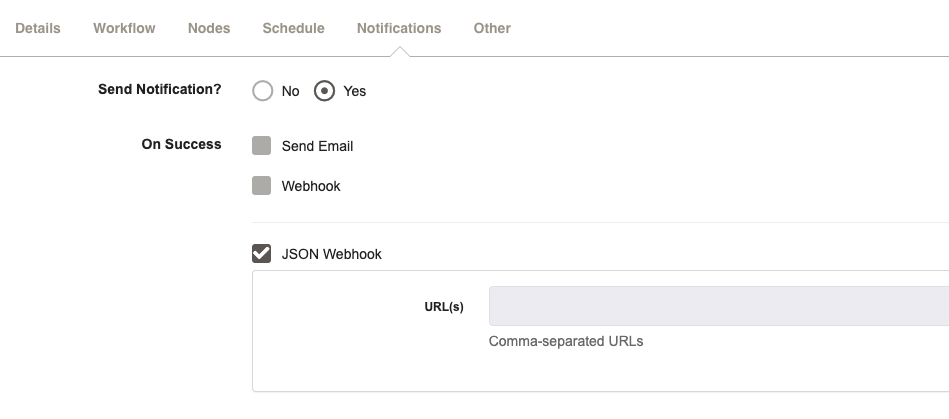 Details Workflow Nodes Schedule Notifications Other
Send Notification? No Yes
On Success Send Email
Webhook
JSON Webhook
URL(s)
Comma-separated URLs